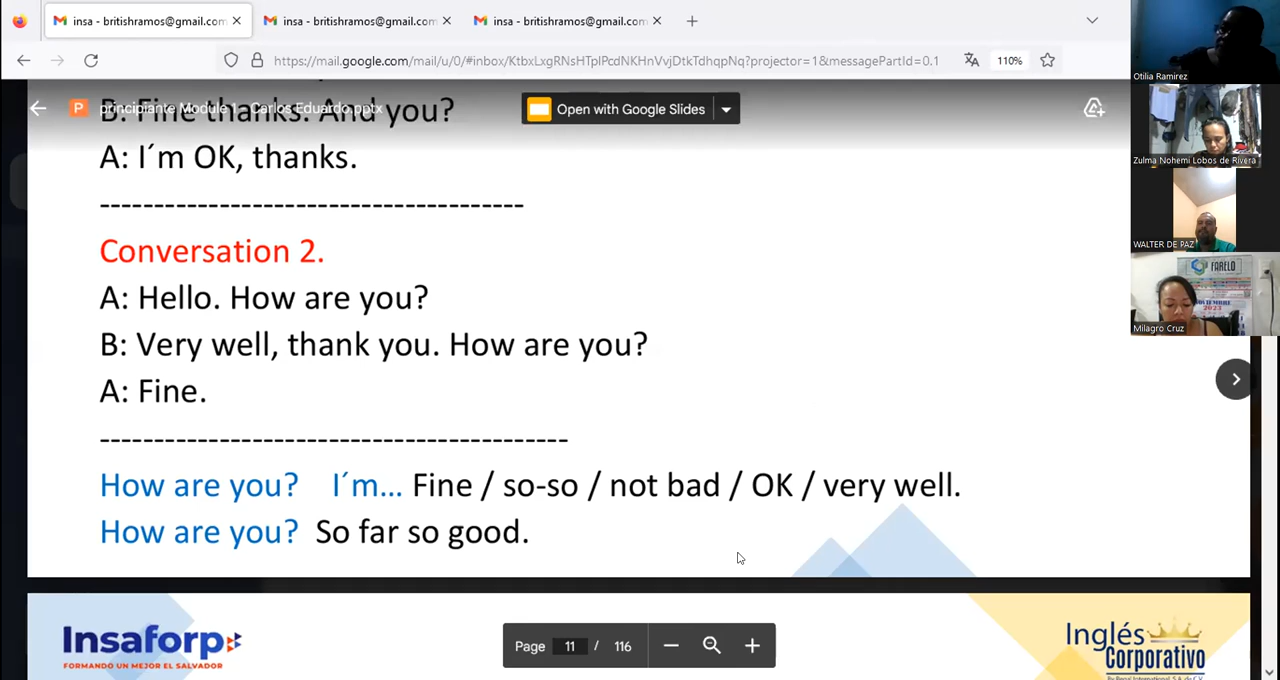 insa - britishramos@gmail.com
insa - britishramos@gmail.com
insa - britishramos@gmail.com
https://mail.google.com/mail/u/0/#inbox/KtbxLxgRNsHTpIPcdNKHnVvjDtkTdhqpNq?projector=1&messagePartId=0.1
110%
principiante Module 1 - Carlos Eduardo.pptx
Open with Google Slides
B: Fine thanks. And you?
A: I´m OK, thanks.
------------------------------------
Conversation 2.
A: Hello. How are you?
B: Very well, thank you. How are you?
A: Fine.
----------------------------------------
How are you? I´m... Fine / so-so / not bad / OK / very well.
How are you? So far so good.
Insaforp
FORMANDO UN MEJOR EL SALVADOR
Page 11 / 116
Inglés
Corporativo
Otilia Ramirez
Zulma Nohemi Lobos de Rivera
WALTER DE PAZ
FARELO
Milagro Cruz